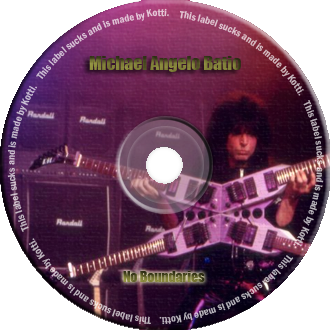 This label sucks and is made by Kotti. This label sucks and is made by Kotti. This label sucks and is made by Kotti. This label sucks and is made by Kotti. This label sucks and is made by Kotti. This label sucks and is made by Kotti.
Michael Angelo Batio
Randall
Randall
Randall
Randall
No Boundaries